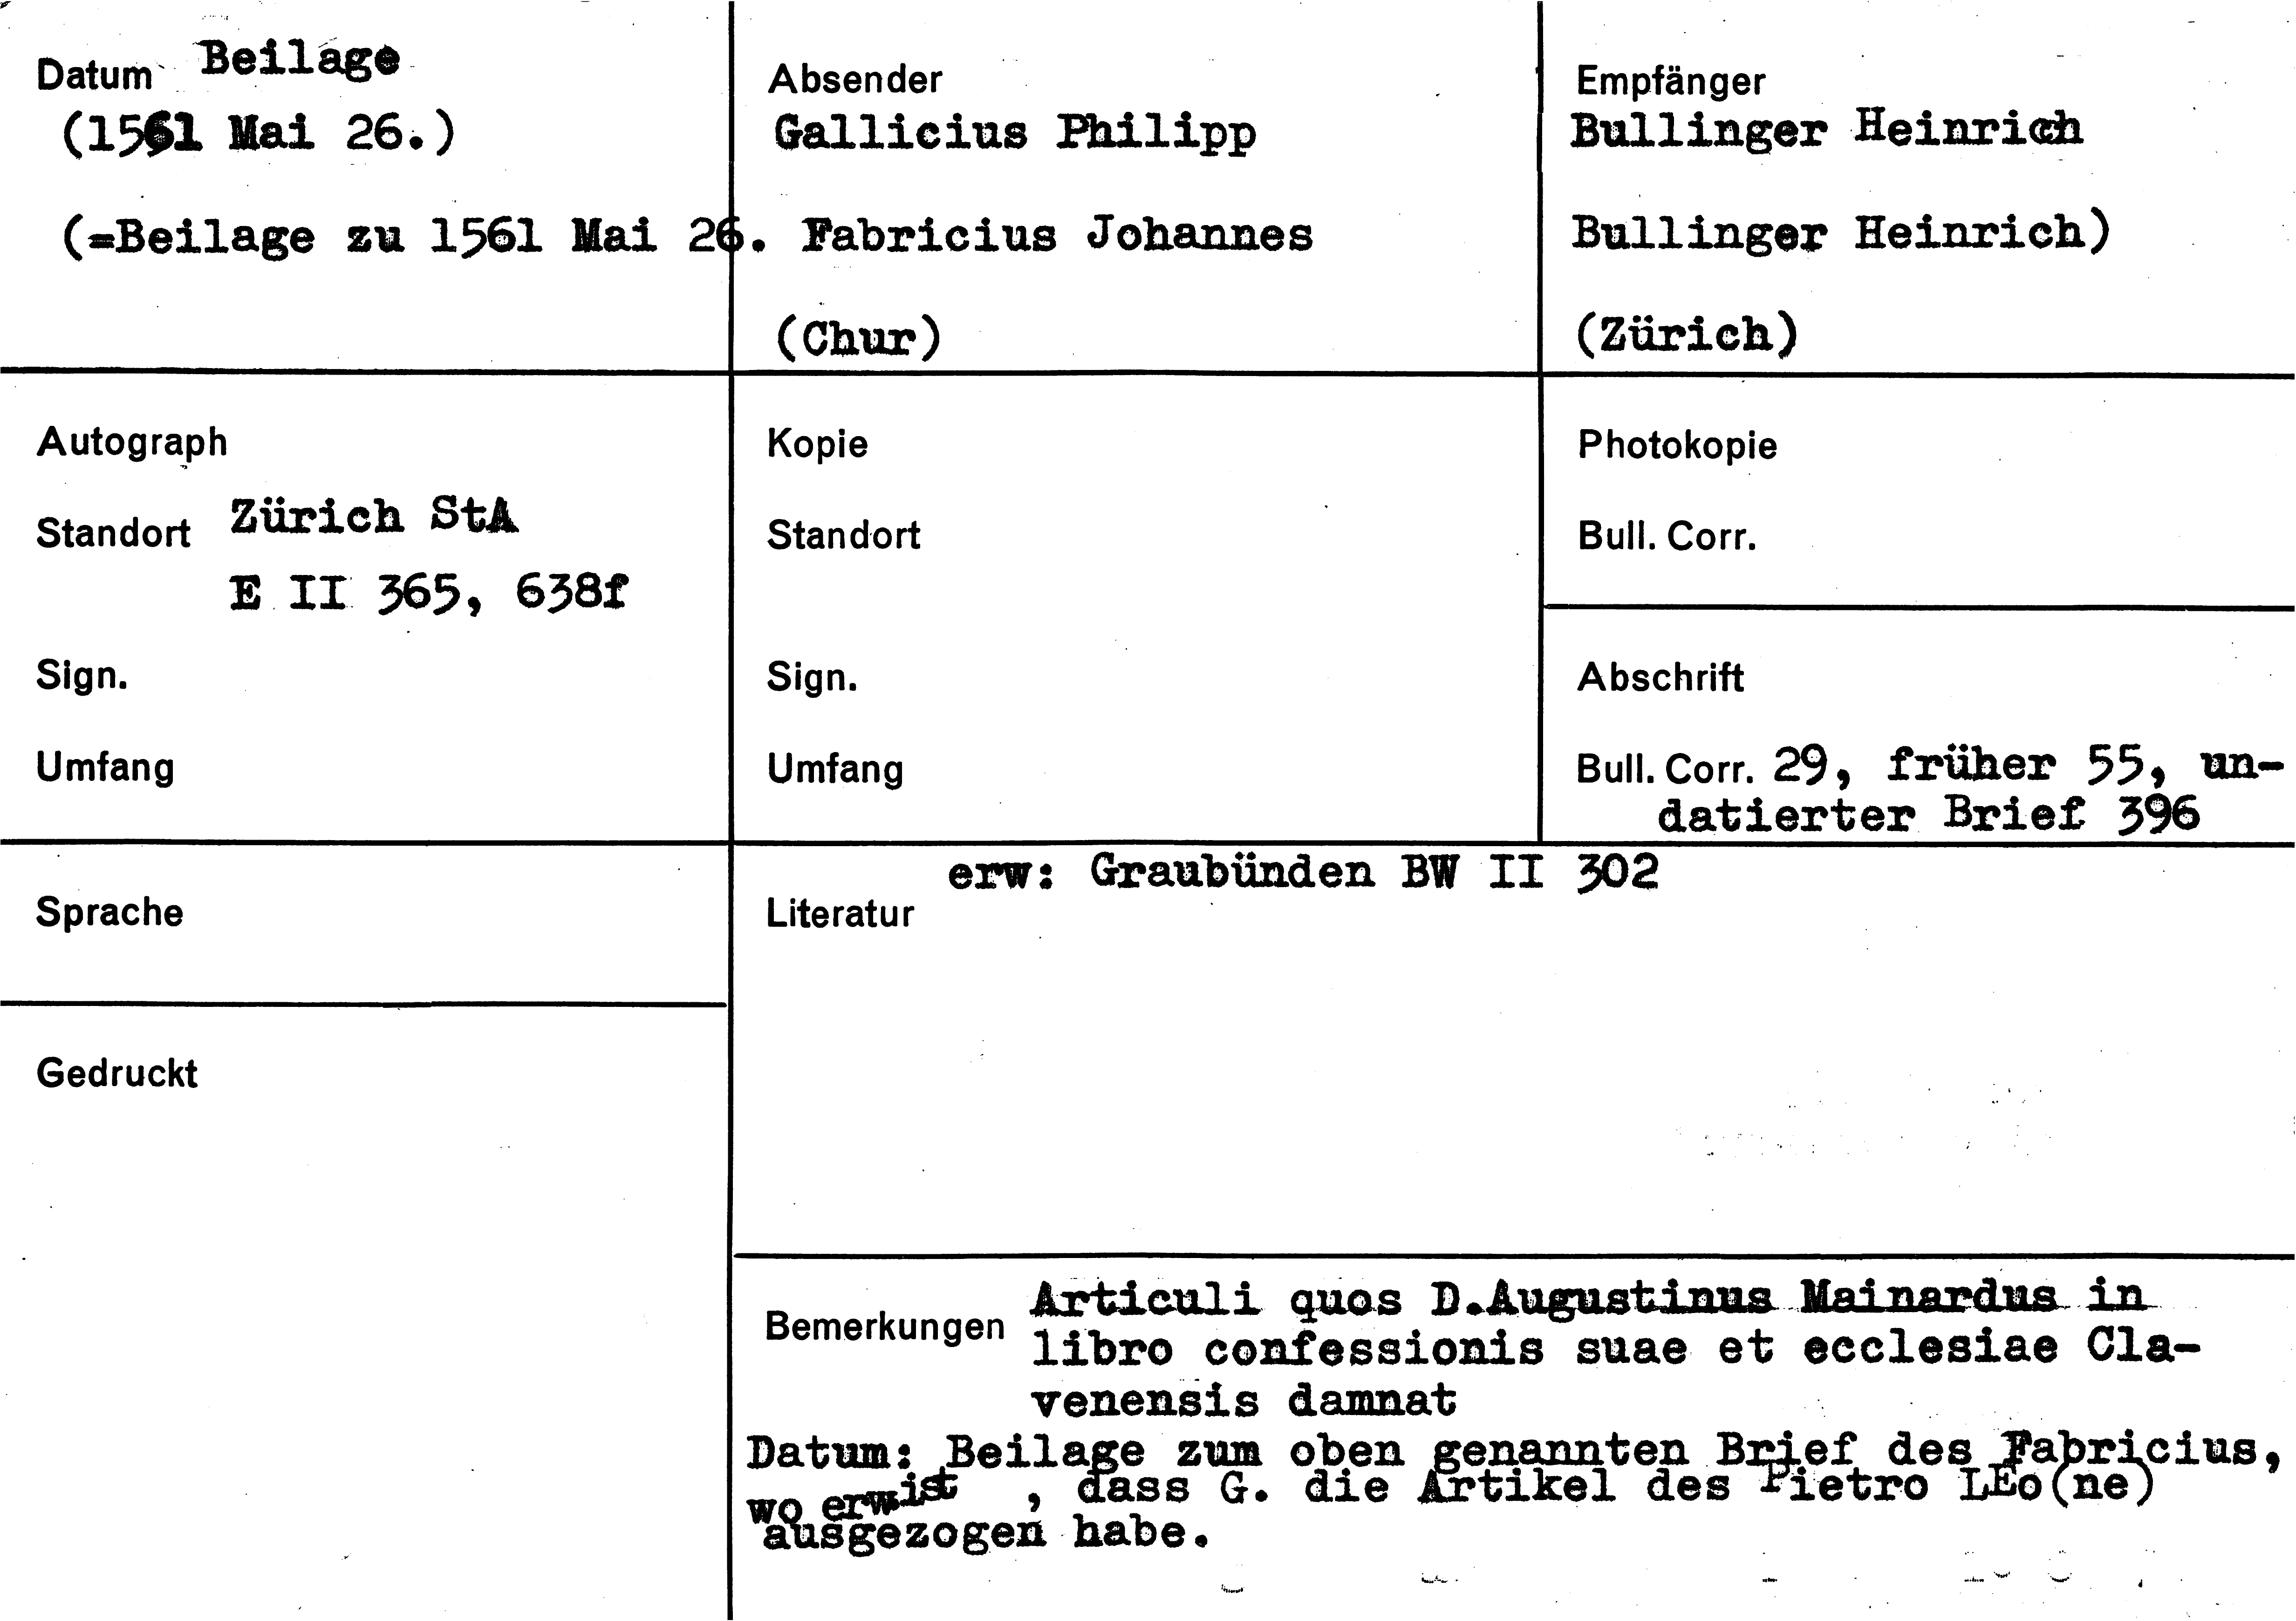 Datum Beilage
(1561 Mai 26.)
(=Beilage zu 1561 Mai 26. Fabricius Johannes
Absender
Gallicius Philipp
(Chur)
Empfänger
Bullinger Heinrich
Bullinger Heinrich)
(Zürich)
Autograph
Standort Zürich StA
E II 365, 638f
Sign.
Umfang
Kopie
Standort
Sign.
Umfang
Photokopie
Bull. Corr.
Abschrift
Bull. Corr. 29, früher 55, un-
datierter Brief 396
Sprache
Gedruckt
erw: Graubünden BW II 302
Literatur
Bemerkungen Articuli quos D.Augustinus Mainardus in
libro confessionis suae et ecclesiae Cla-
venensis damnat
Datum: Beilage zum oben genannten Brief des Fabricius,
wo erw ist , dass G. die Artikel des Pietro LEo(ne)
ausgezogen habe.